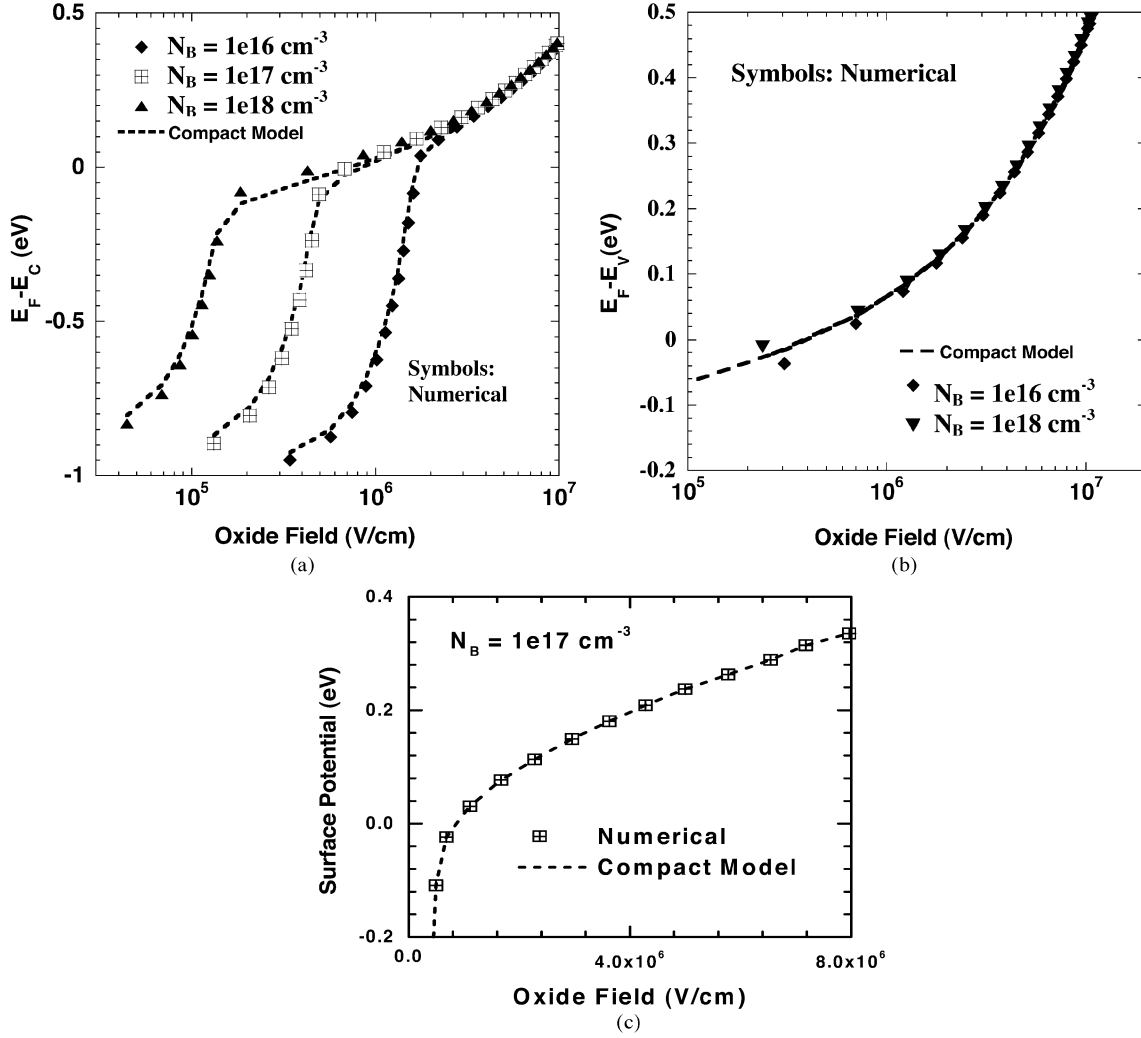 0.5
0
-0.5
-1
E_F-E_C (eV)
N_B = 1e16 cm^-3
N_B = 1e17 cm^-3
N_B = 1e18 cm^-3
Compact Model
Symbols:
Numerical
10^5
10^6
10^7
Oxide Field (V/cm)
(a)
0.5
0.4
0.3
0.2
0.1
0
-0.1
-0.2
E_F-E_V(eV)
Symbols: Numerical
Compact Model
N_B = 1e16 cm^-3
N_B = 1e18 cm^-3
10^5
10^6
10^7
Oxide Field (V/cm)
(b)
0.4
0.2
0.0
-0.2
Surface Potential (eV)
N_B = 1e17 cm^-3
Numerical
Compact Model
0.0
4.0x10^6
8.0x10^6
Oxide Field (V/cm)
(c)